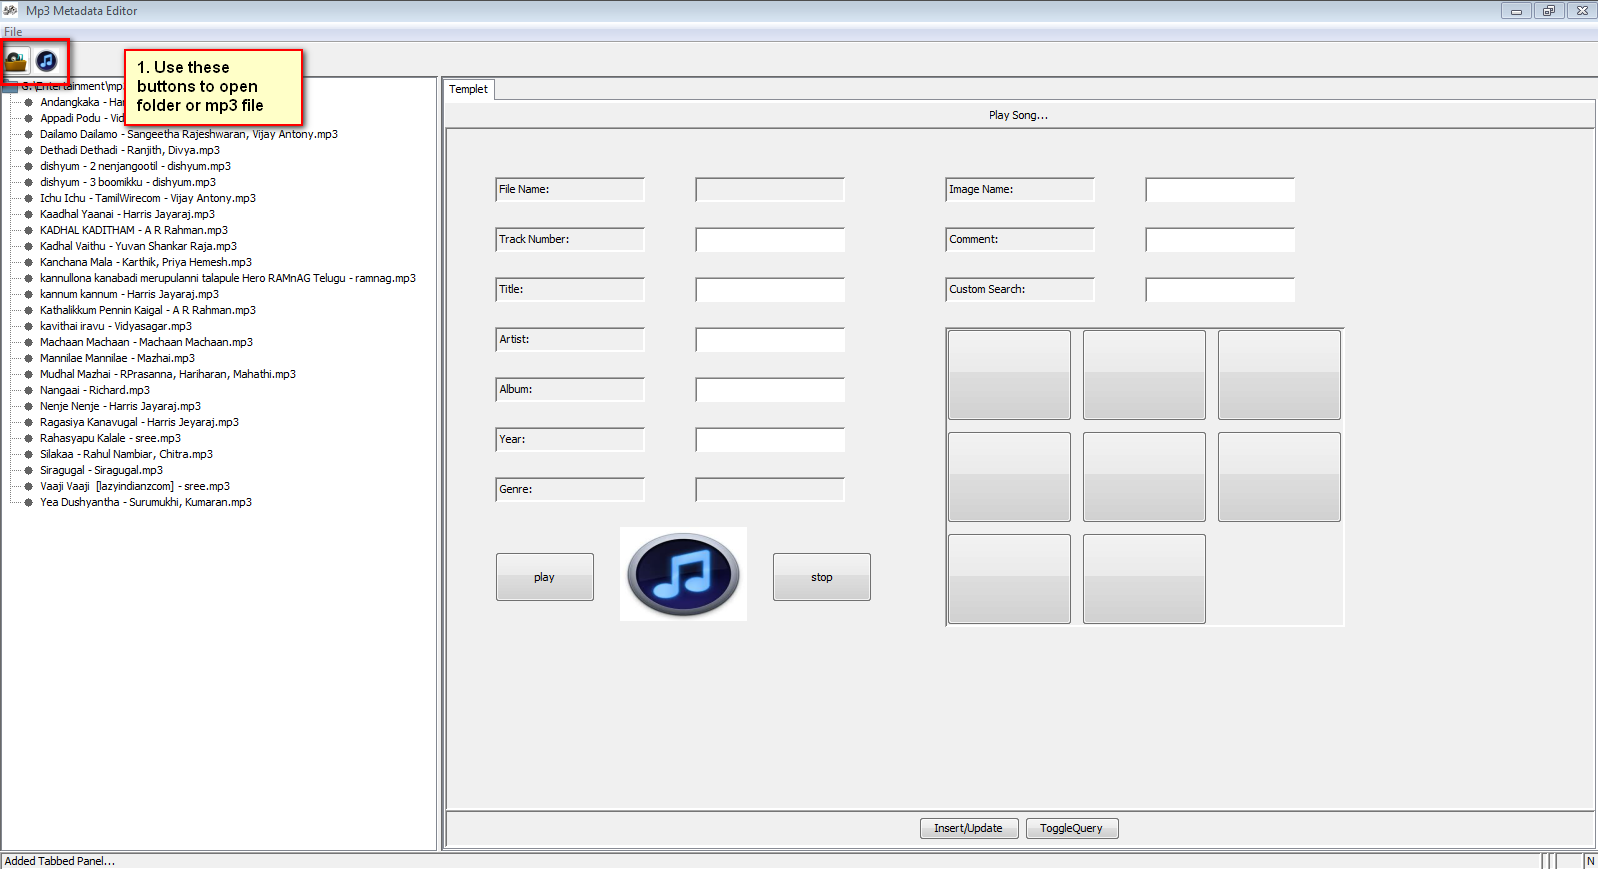 Mp3 Metadata Editor
File
1. Use these
buttons to open
folder or mp3 file
G:\Entertainment\mp
Andangkaka - Ha
Appadi Podu - Vid
Dailamo Dailamo - Sangeetha Rajeshwaran, Vijay Antony.mp3
Dethadi Dethadi - Ranjith, Divya.mp3
dishyum - 2 nenjangootil - dishyum.mp3
dishyum - 3 boomikku - dishyum.mp3
Ichu Ichu - TamilWirecom - Vijay Antony.mp3
Kaadhal Yaanai - Harris Jayaraj.mp3
KADHAL KADITHAM - A R Rahman.mp3
Kadhal Vaithu - Yuvan Shankar Raja.mp3
Kanchana Mala - Karthik, Priya Hemesh.mp3
kannullona kanabadi merupulanni talapule Hero RAMnAG Telugu - ramnag.mp3
kannum kannum - Harris Jayaraj.mp3
Kathalikkum Pennin Kaigal - A R Rahman.mp3
kavithai iravu - Vidyasagar.mp3
Machaan Machaan - Machaan Machaan.mp3
Mannilae Mannilae - Mazhai.mp3
Mudhal Mazhai - RPrasanna, Hariharan, Mahathi.mp3
Nangaai - Richard.mp3
Nenje Nenje - Harris Jayaraj.mp3
Ragasiya Kanavugal - Harris Jeyaraj.mp3
Rahasyapu Kalale - sree.mp3
Silakaa - Rahul Nambiar, Chitra.mp3
Siragugal - Siragugal.mp3
Vaaji Vaaji  [lazyindianzcom] - sree.mp3
Yea Dushyantha - Surumukhi, Kumaran.mp3
Templet
Play Song...
File Name:
Track Number:
Title:
Artist:
Album:
Year:
Genre:
Image Name:
Comment:
Custom Search:
play
stop
Insert/Update
ToggleQuery
Added Tabbed Panel...
N